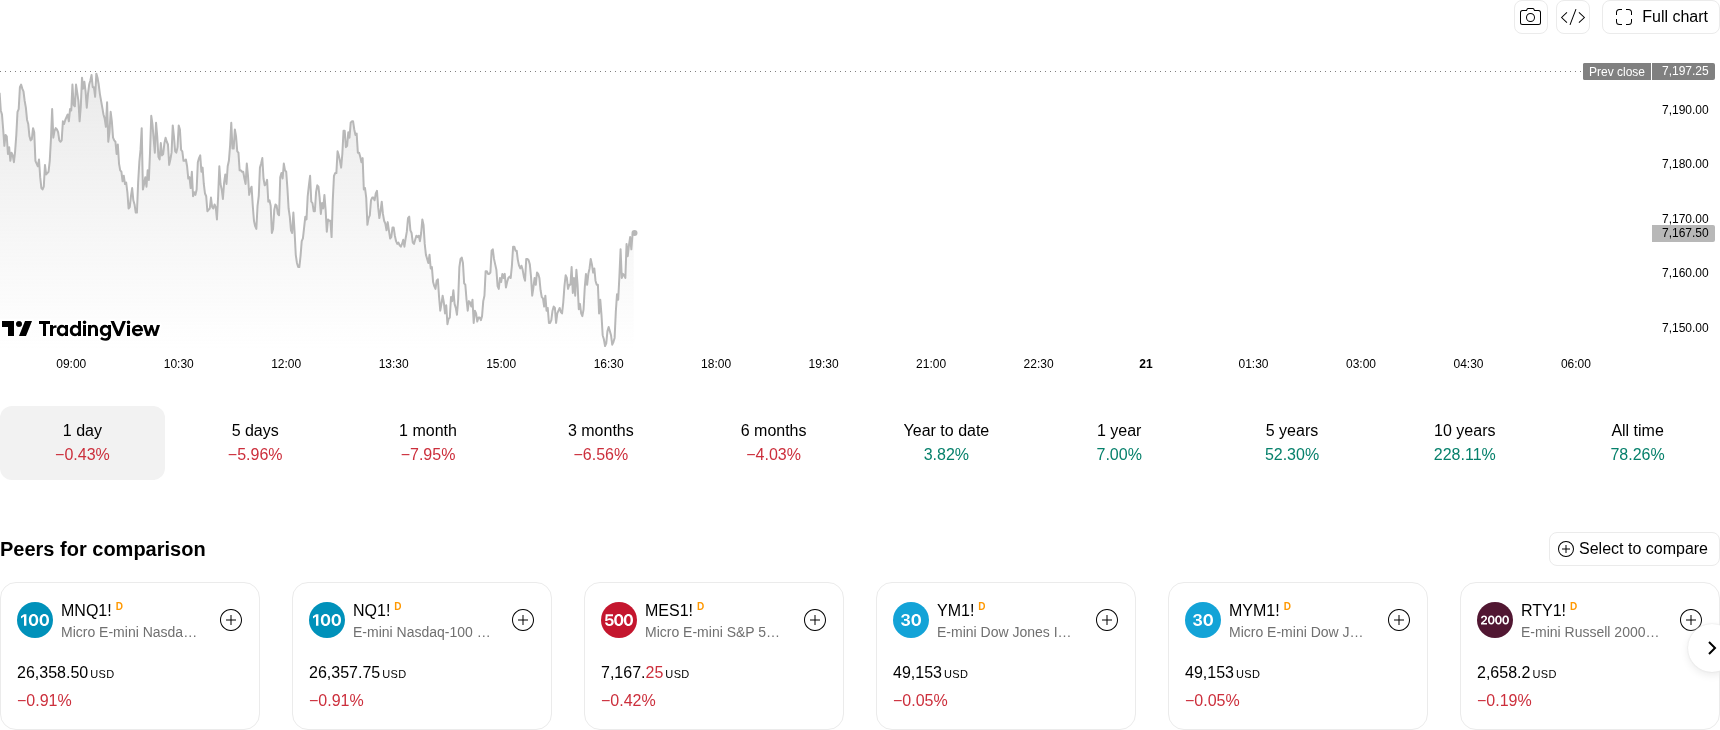 Full chart
Prev close 7,197.25
7,190.00
7,180.00
7,170.00
7,167.50
7,160.00
7,150.00
TradingView
09:00 10:30 12:00 13:30 15:00 16:30 18:00 19:30 21:00 22:30 21 01:30 03:00 04:30 06:00
1 day 5 days 1 month 3 months 6 months Year to date 1 year 5 years 10 years All time
−0.43% −5.96% −7.95% −6.56% −4.03% 3.82% 7.00% 52.30% 228.11% 78.26%
Peers for comparison
Select to compare
100 MNQ1! D
Micro E-mini Nasda…
26,358.50 USD
−0.91%
100 NQ1! D
E-mini Nasdaq-100 …
26,357.75 USD
−0.91%
500 MES1! D
Micro E-mini S&P 5…
7,167.25 USD
−0.42%
30 YM1! D
E-mini Dow Jones I…
49,153 USD
−0.05%
30 MYM1! D
Micro E-mini Dow J…
49,153 USD
−0.05%
2000 RTY1! D
E-mini Russell 2000…
2,658.2 USD
−0.19%